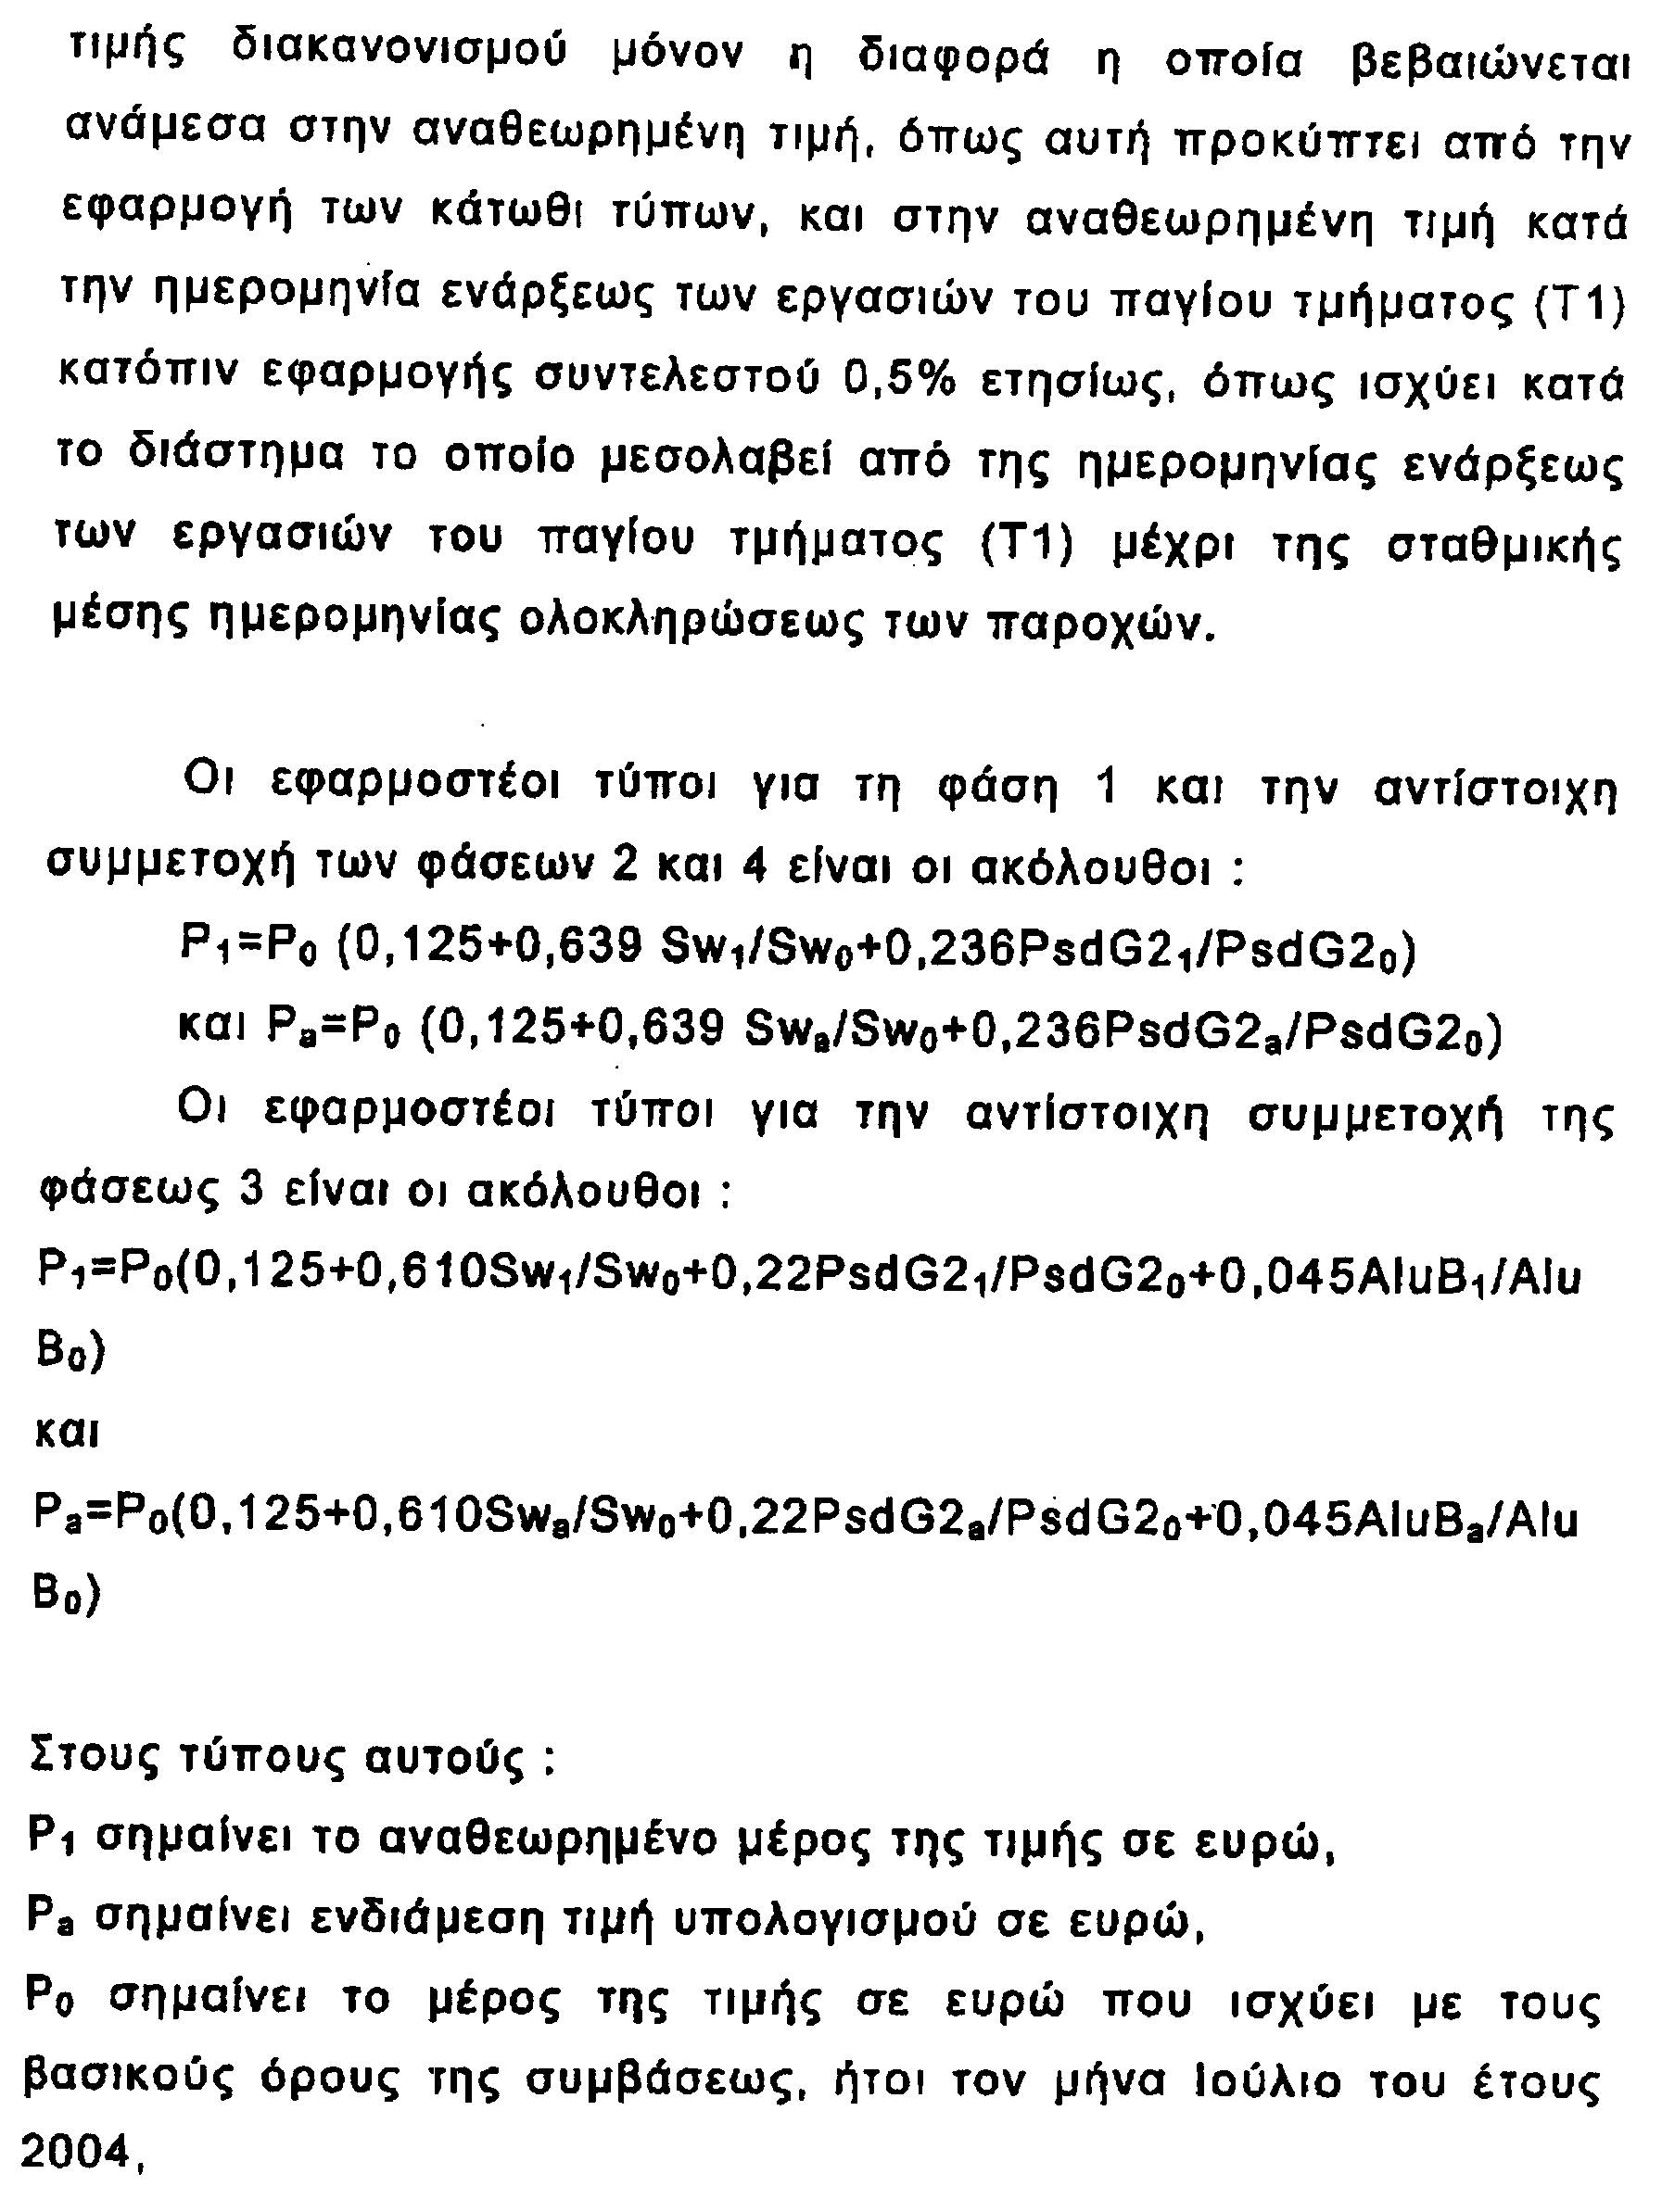 τιμής διακανονισμού μόνον η διαφορά η οποία βεβαιώνεται
ανάμεσα στην αναθεωρημένη τιμή, όπως αυτή προκύπτει από την
εφαρμογή των κάτωθι τύπων, και στην αναθεωρημένη τιμή κατά
την ημερομηνία ενάρξεως των εργασιών του παγίου τμήματος (Τ1)
κατόπιν εφαρμογής συντελεστού 0,5% ετησίως, όπως ισχύει κατά
το διάστημα το οποίο μεσολαβεί από της ημερομηνίας ενάρξεως
των εργασιών του παγίου τμήματος (Τ1) μέχρι της σταθμικής
μέσης ημερομηνίας ολοκληρώσεως των παροχών.
Οι εφαρμοστέοι τύποι για τη φάση 1 και την αντίστοιχη
συμμετοχή των φάσεων 2 και 4 είναι οι ακόλουθοι :
P₁=P₀ (0,125+0,639 Sw₁/Sw₀+0,236PsdG2₁/PsdG2₀)
και Pₐ=P₀ (0,125+0,639 Swₐ/Sw₀+0,236PsdG2ₐ/PsdG2₀)
Οι εφαρμοστέοι τύποι για την αντίστοιχη συμμετοχή της
φάσεως 3 είναι οι ακόλουθοι :
P₁=P₀(0,125+0,610Sw₁/Sw₀+0,22PsdG2₁/PsdG2₀+0,045AluB₁/Alu
B₀)
και
Pₐ=P₀(0,125+0,610Swₐ/Sw₀+0,22PsdG2ₐ/PsdG2₀+0,045AluBₐ/Alu
B₀)
Στους τύπους αυτούς :
P₁ σημαίνει το αναθεωρημένο μέρος της τιμής σε ευρώ,
Pₐ σημαίνει ενδιάμεση τιμή υπολογισμού σε ευρώ,
P₀ σημαίνει το μέρος της τιμής σε ευρώ που ισχύει με τους
βασικούς όρους της συμβάσεως, ήτοι τον μήνα Ιούλιο του έτους
2004,